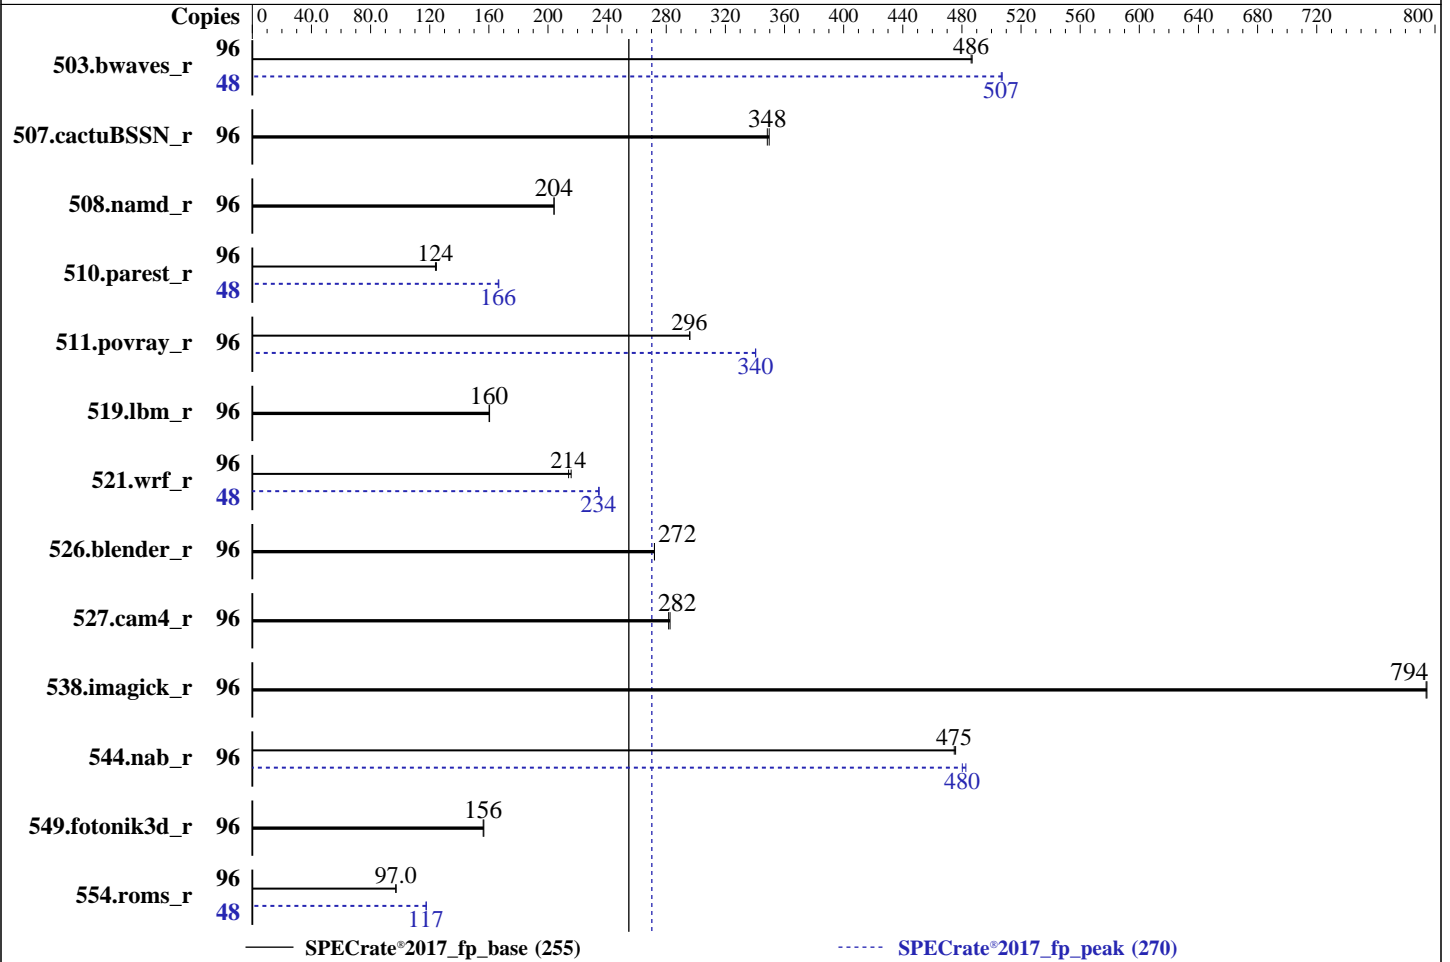 Copies 0 40.0 80.0 120 160 200 240 280 320 360 400 440 480 520 560 600 640 680 720 800
503.bwaves_r 96 486
48 507
507.cactuBSSN_r 96 348
508.namd_r 96 204
510.parest_r 96 124
48 166
511.povray_r 96 296
340
519.lbm_r 96 160
521.wrf_r 96 214
48 234
526.blender_r 96 272
527.cam4_r 96 282
538.imagick_r 96 794
544.nab_r 96 475
480
549.fotonik3d_r 96 156
554.roms_r 96 97.0
48 117
SPECrate®2017_fp_base (255) SPECrate®2017_fp_peak (270)